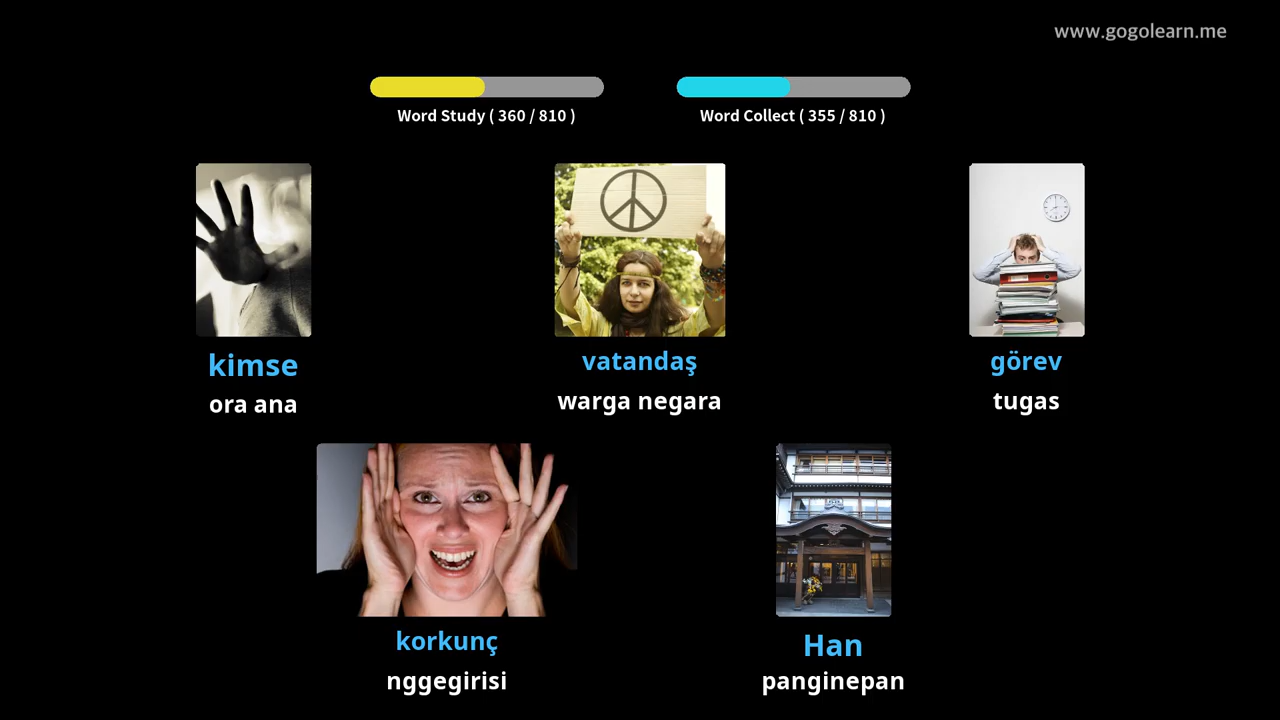 www.gogolearn.me
Word Study ( 360 / 810 )
Word Collect ( 355 / 810 )
kimse
ora ana
vatandaş
warga negara
görev
tugas
korkunç
nggegirisi
Han
panginepan